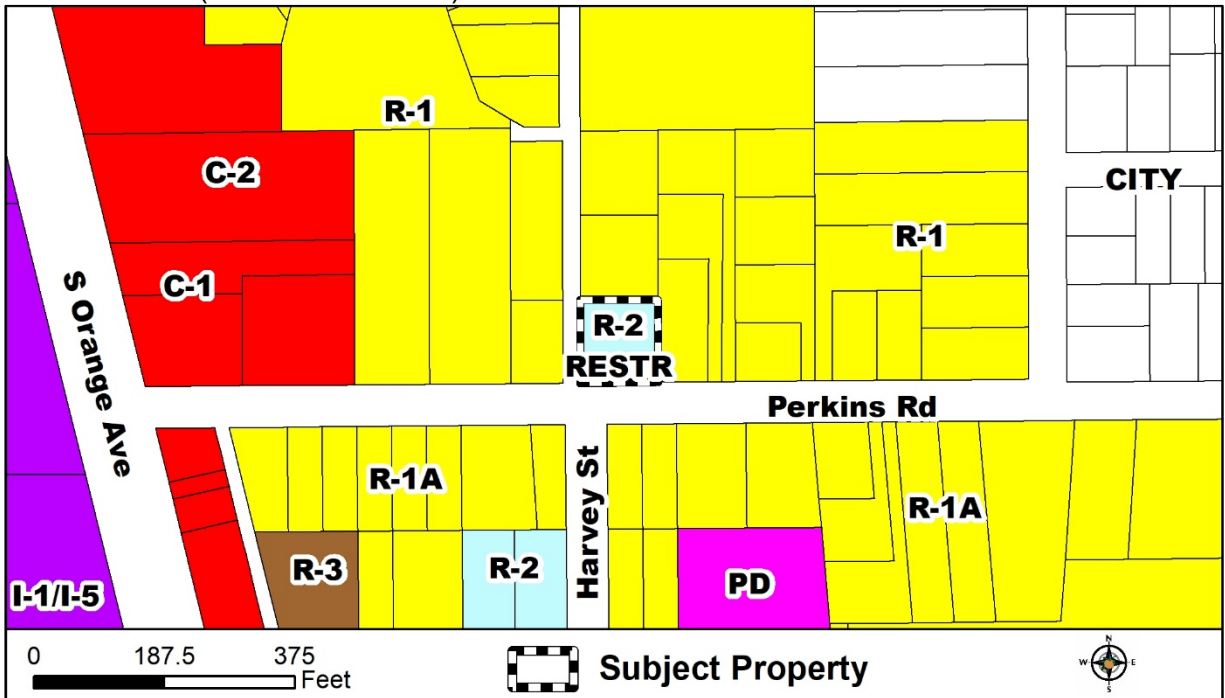 R-1
C-2
CITY
R-1
C-1
S Orange Ave
R-2
RESTR
Perkins Rd
R-1A
Harvey St
R-1A
R-3
R-2
PD
I-1/I-5
0 187.5 375
Feet
Subject Property
N
W E
S